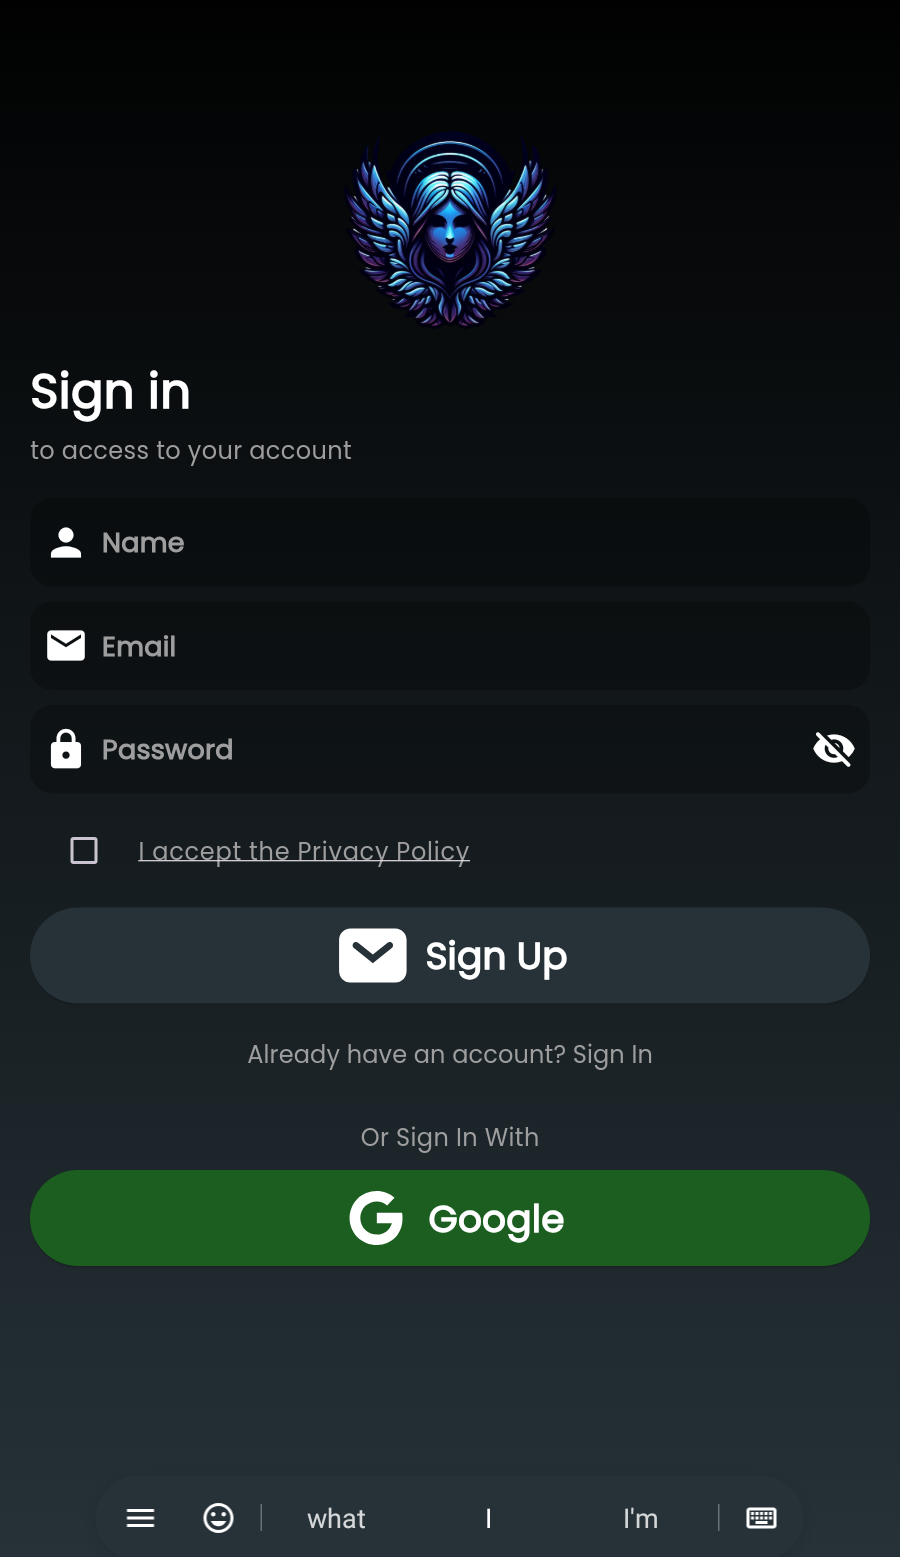 Sign in
to access to your account
Name
Email
Password
I accept the Privacy Policy
Sign Up
Already have an account? Sign In
Or Sign In With
Google
what I I'm